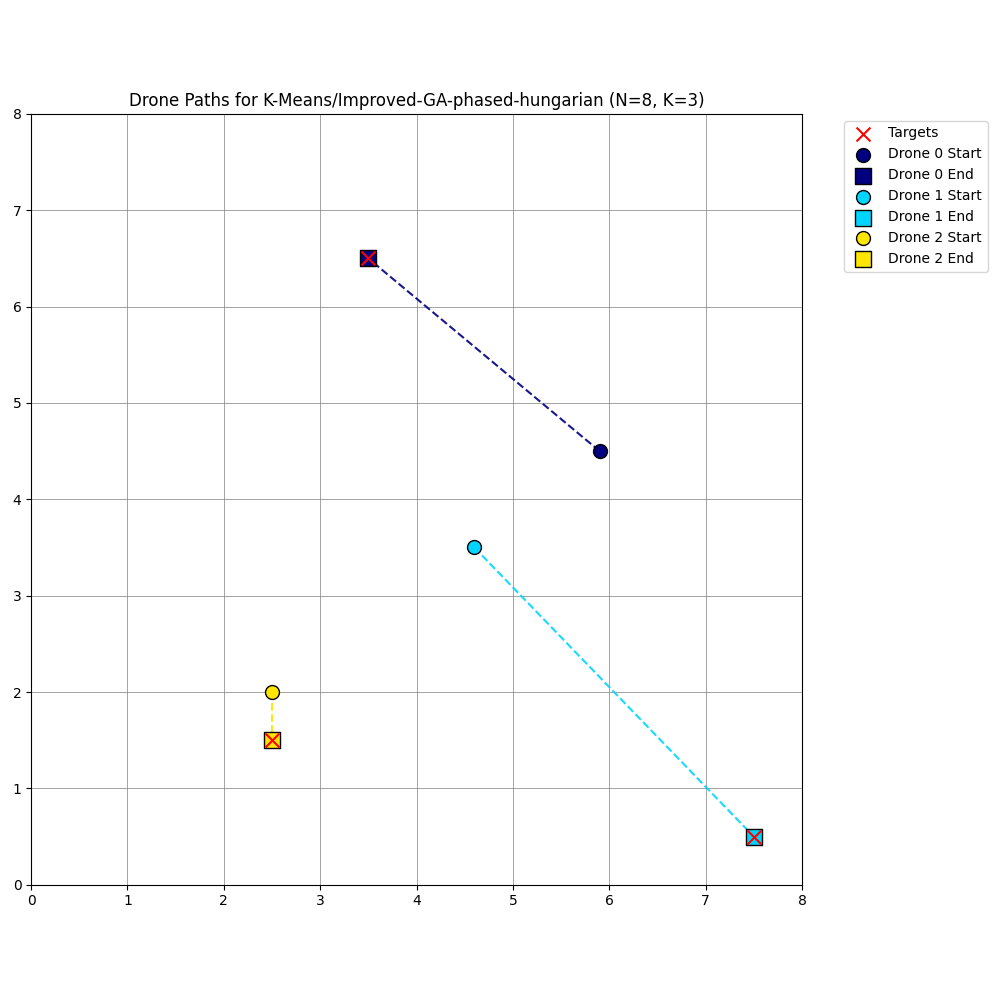 Drone Paths for K-Means/Improved-GA-phased-hungarian (N=8, K=3)
8
7
6
5
4
3
2
1
0
0 1 2 3 4 5 6 7 8
Targets
Drone 0 Start
Drone 0 End
Drone 1 Start
Drone 1 End
Drone 2 Start
Drone 2 End